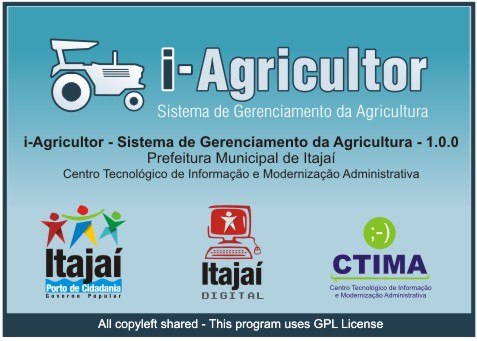 i-Agricultor
Sistema de Gerenciamento da Agricultura
i-Agricultor - Sistema de Gerenciamento da Agricultura - 1.0.0
Prefeitura Municipal de Itajaí
Centro Tecnológico de Informação e Modernização Administrativa
Itajaí
Porto de Cidadania
Governo Popular
Itajaí
DIGITAL
;-)
CTIMA
Centro Tecnológico de Informação
e Modernização Administrativa
All copyleft shared - This program uses GPL License